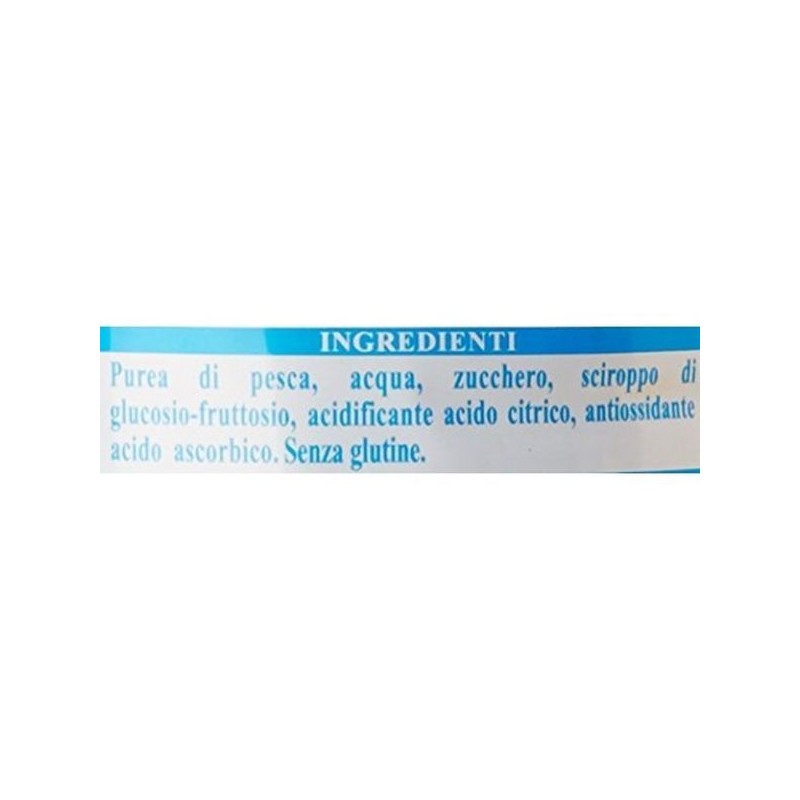 INGREDIENTI
Purea di pesca, acqua, zucchero, sciroppo di
glucosio-fruttosio, acidificante acido citrico, antiossidante
acido ascorbico. Senza glutine.